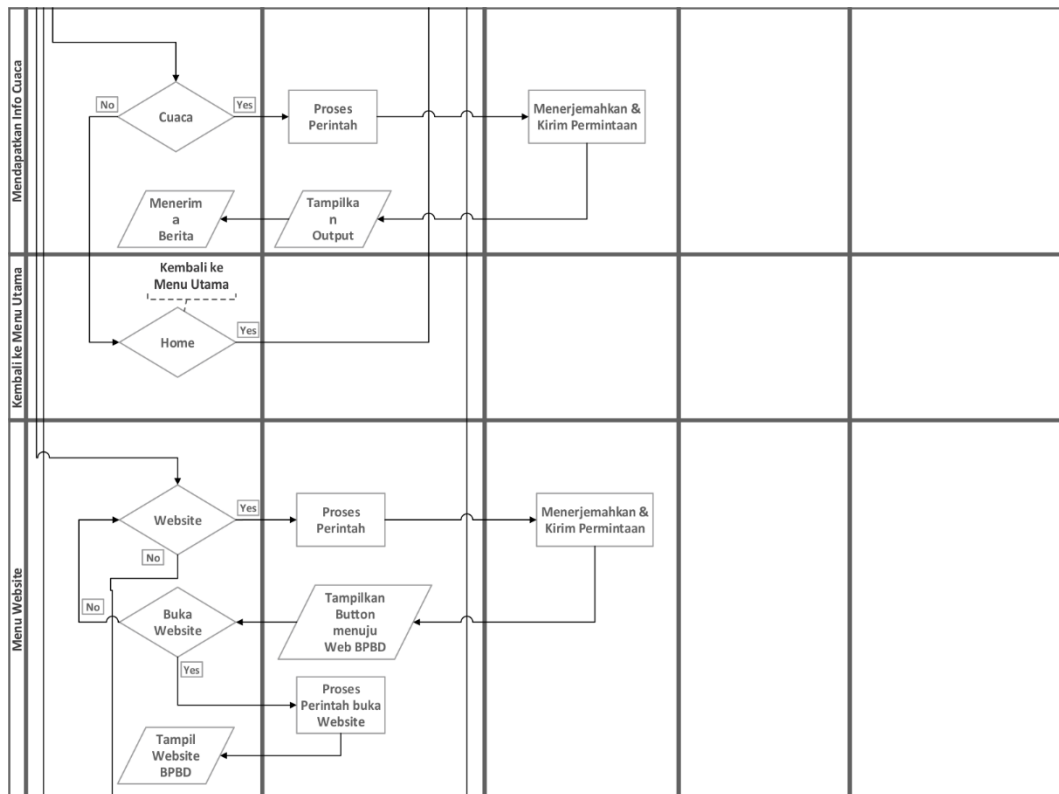 Mendapatkan Info Cuaca
No
Cuaca
Yes
Proses
Perintah
Menerjemahkan &
Kirim Permintaan
Menerim
a
Berita
Tampilka
n
Output
Kembali ke Menu Utama
Kembali ke
Menu Utama
Home
Yes
Menu Website
Website
Yes
No
Proses
Perintah
Menerjemahkan &
Kirim Permintaan
No
Buka
Website
Yes
Tampilkan
Button
menuju
Web BPBD
Proses
Perintah buka
Website
Tampil
Website
BPBD